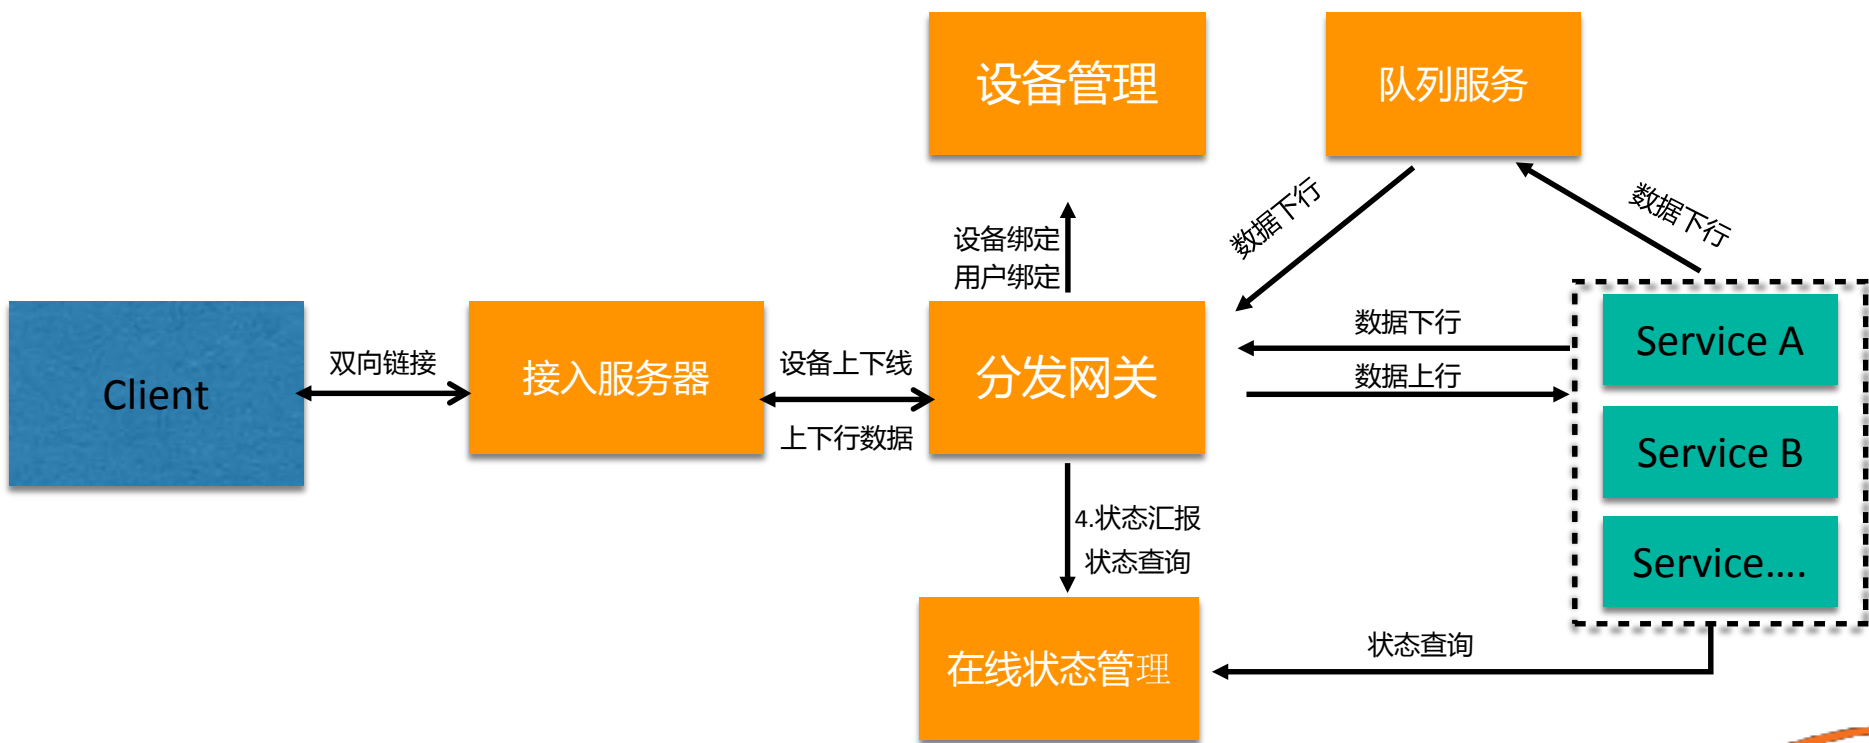 设备管理
队列服务
数据下行
数据下行
设备绑定
用户绑定
Client
双向链接
接入服务器
设备上下线
上下行数据
分发网关
数据下行
数据上行
Service A
Service B
Service....
4.状态汇报
状态查询
在线状态管理
状态查询